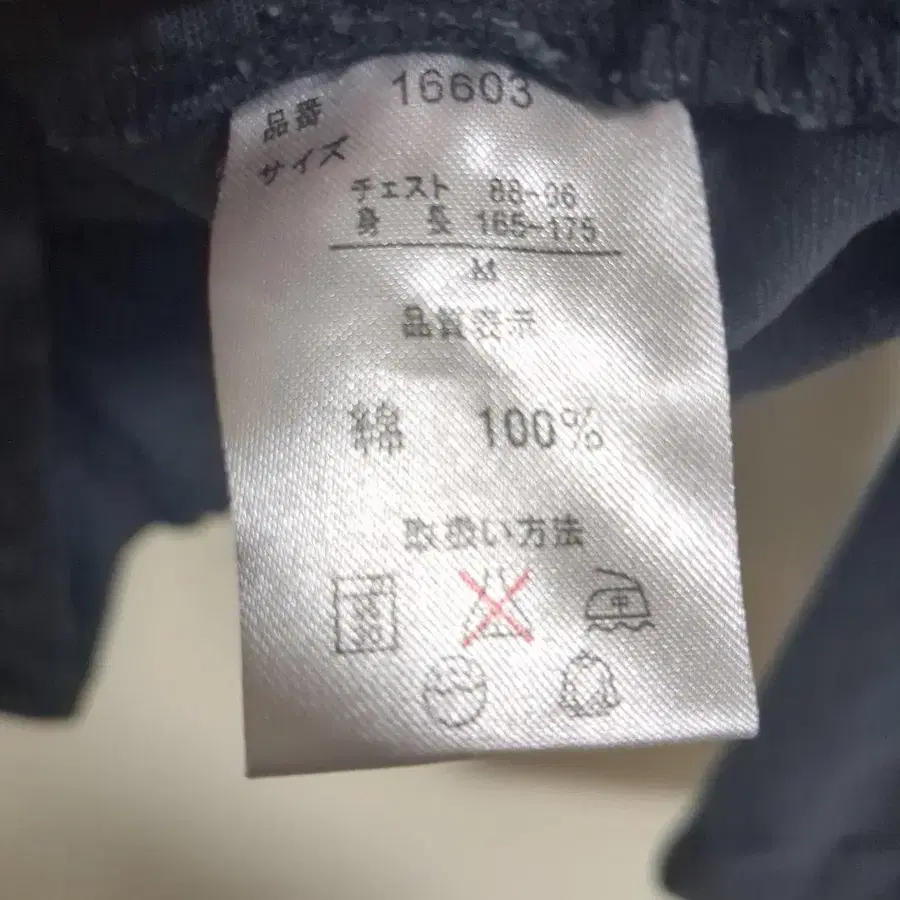 品番 16603
サイズ
チェスト 88-96
身長 165-175
M
品質表示
綿 100%
取扱い方法
中